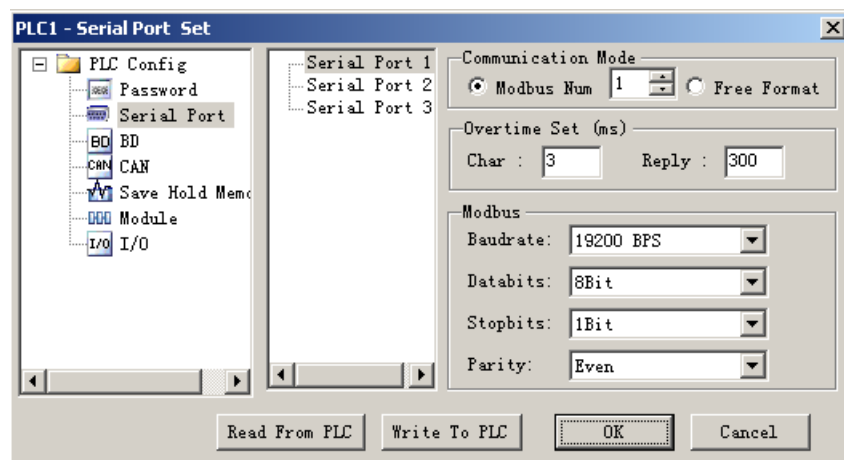 PLC1 - Serial Port Set
PLC Config
Password
Serial Port
BD BD
CAN CAN
Save Hold Memo
Module
I/O I/O
Serial Port 1
Serial Port 2
Serial Port 3
Communication Mode
Modbus Num 1 Free Format
Overtime Set (ms)
Char : 3 Reply : 300
Modbus
Baudrate: 19200 BPS
Databits: 8Bit
Stopbits: 1Bit
Parity: Even
Read From PLC Write To PLC OK Cancel